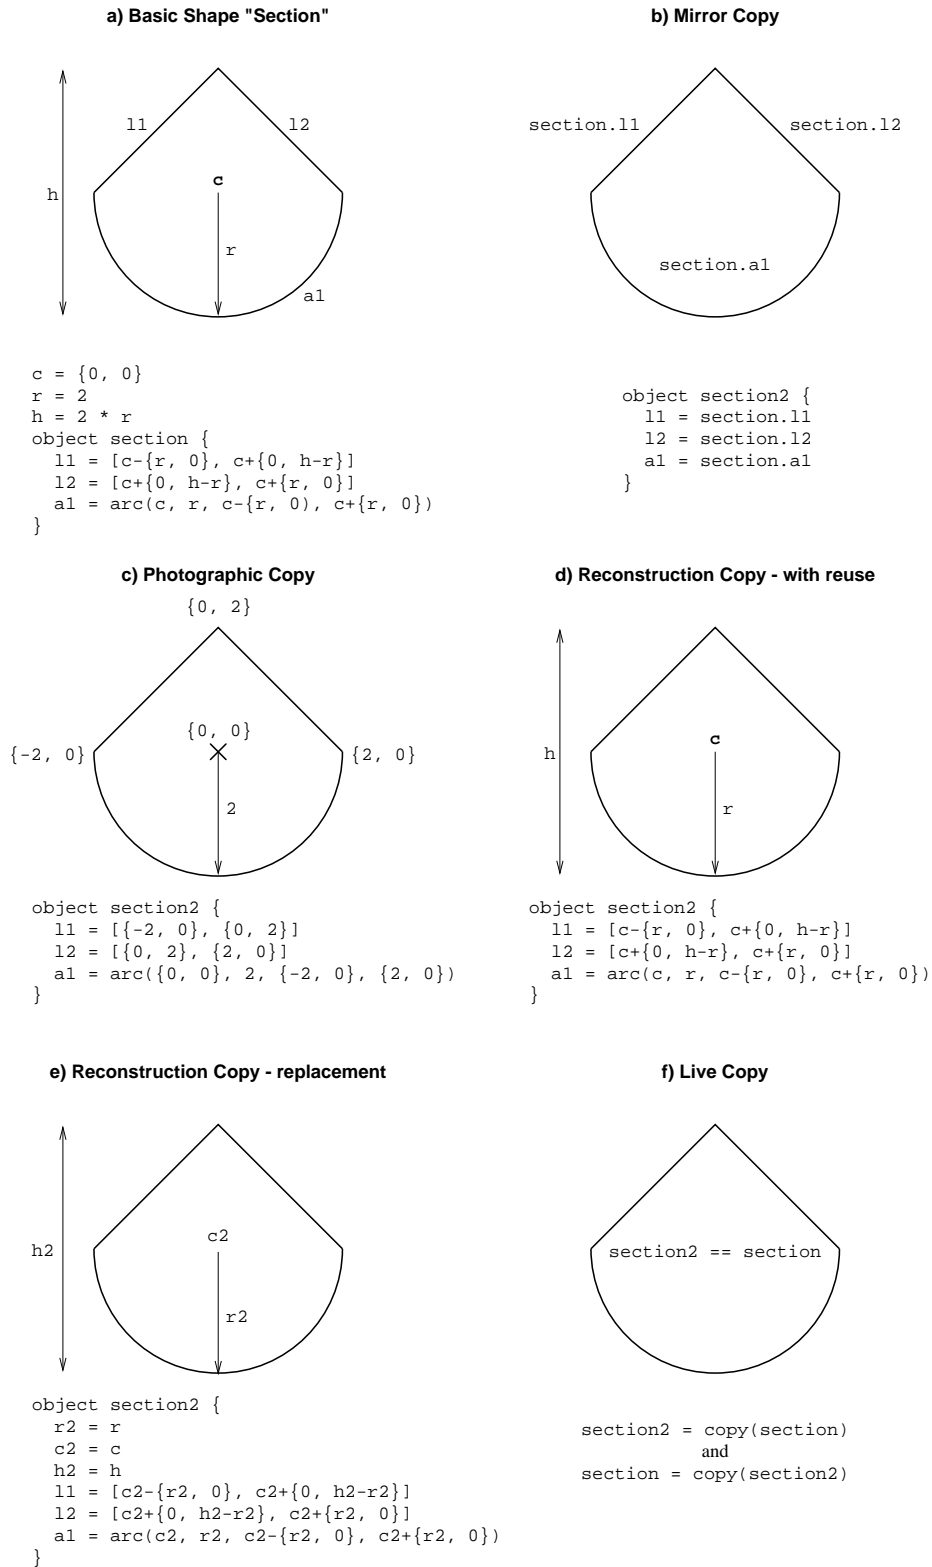 a) Basic Shape "Section"
l1
l2
c
h
r
a1
c = {0, 0}
r = 2
h = 2 * r
object section {
l1 = [c-{r, 0}, c+{0, h-r}]
l2 = [c+{0, h-r}, c+{r, 0}]
a1 = arc(c, r, c-{r, 0), c+{r, 0})
}
b) Mirror Copy
section.l1
section.l2
section.a1
object section2 {
l1 = section.l1
l2 = section.l2
a1 = section.a1
}
c) Photographic Copy
{0, 2}
{0, 0}
{-2, 0}
{2, 0}
2
object section2 {
l1 = [{-2, 0}, {0, 2}]
l2 = [{0, 2}, {2, 0}]
a1 = arc({0, 0}, 2, {-2, 0}, {2, 0})
}
d) Reconstruction Copy - with reuse
c
h
r
object section2 {
l1 = [c-{r, 0}, c+{0, h-r}]
l2 = [c+{0, h-r}, c+{r, 0}]
a1 = arc(c, r, c-{r, 0}, c+{r, 0})
}
e) Reconstruction Copy - replacement
c2
h2
r2
object section2 {
r2 = r
c2 = c
h2 = h
l1 = [c2-{r2, 0}, c2+{0, h2-r2}]
l2 = [c2+{0, h2-r2}, c2+{r2, 0}]
a1 = arc(c2, r2, c2-{r2, 0}, c2+{r2, 0})
}
f) Live Copy
section2 == section
section2 = copy(section)
and
section = copy(section2)